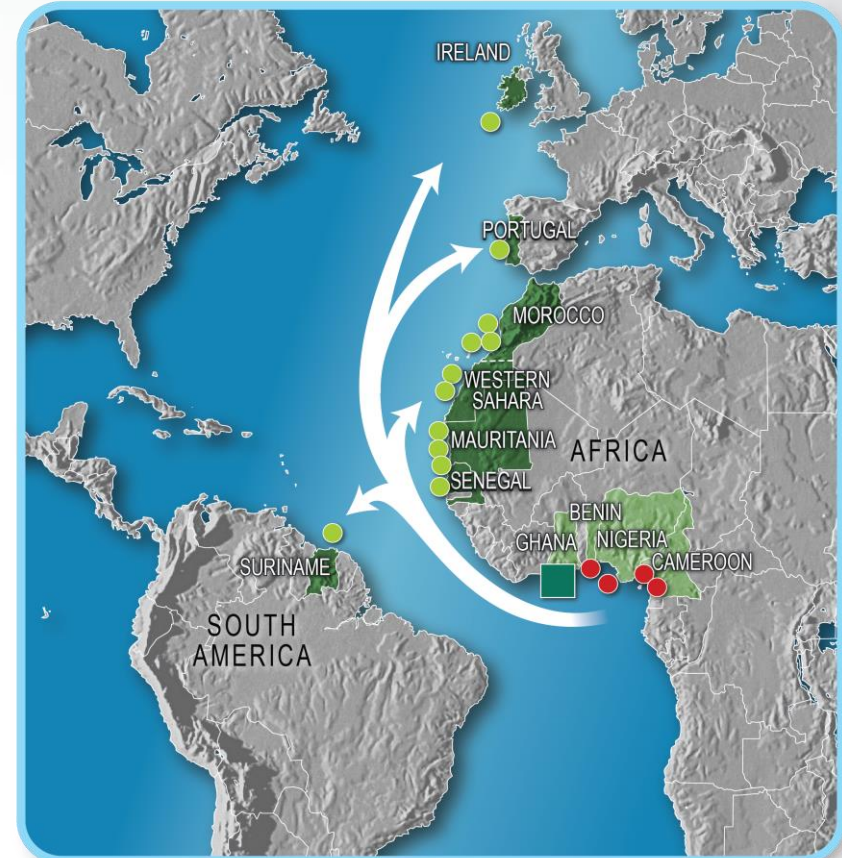 IRELAND
PORTUGAL
MOROCCO
WESTERN
SAHARA
MAURITANIA
AFRICA
SENEGAL
BENIN
GHANA
NIGERIA
CAMEROON
SURINAME
SOUTH
AMERICA